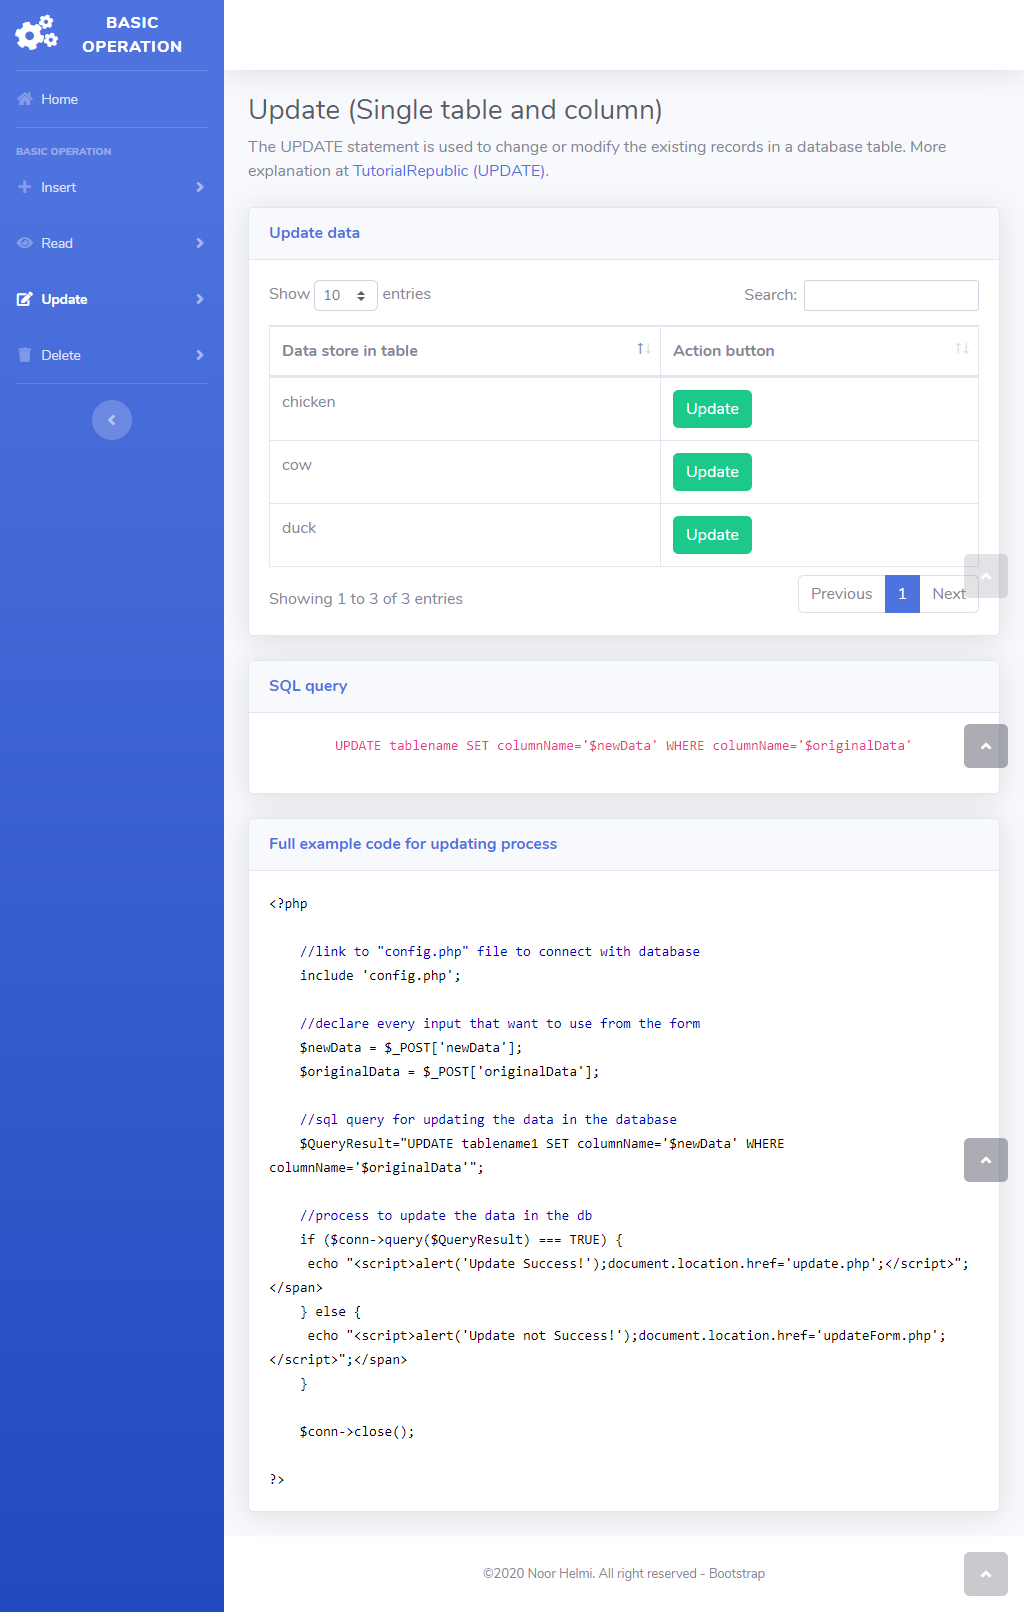 BASIC
OPERATION
Home
BASIC OPERATION
Insert
Read
Update
Delete
Update (Single table and column)
The UPDATE statement is used to change or modify the existing records in a database table. More
explanation at TutorialRepublic (UPDATE).
Update data
Show 10 entries
Search:
Data store in table
Action button
chicken
Update
cow
Update
duck
Update
Showing 1 to 3 of 3 entries
Previous 1 Next
SQL query
UPDATE tablename SET columnName='$newData' WHERE columnName='$originalData'
Full example code for updating process
<?php
//link to "config.php" file to connect with database
include 'config.php';
//declare every input that want to use from the form
$newData = $_POST['newData'];
$originalData = $_POST['originalData'];
//sql query for updating the data in the database
$QueryResult="UPDATE tablename1 SET columnName='$newData' WHERE
columnName='$originalData'";
//process to update the data in the db
if ($conn->query($QueryResult) === TRUE) {
echo "<script>alert('Update Success!');document.location.href='update.php';</script>";
</span>
} else {
echo "<script>alert('Update not Success!');document.location.href='updateForm.php';
</script>";</span>
}
$conn->close();
?>
©2020 Noor Helmi. All right reserved - Bootstrap